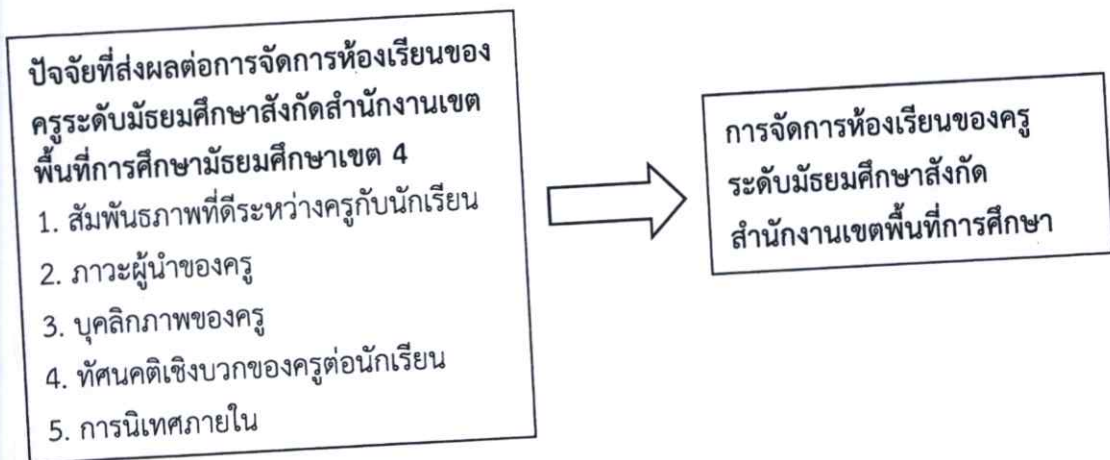 ปัจจัยที่ส่งผลต่อการจัดการห้องเรียนของ
ครูระดับมัธยมศึกษาสังกัดสำนักงานเขต
พื้นที่การศึกษามัธยมศึกษาเขต 4
1. สัมพันธภาพที่ดีระหว่างครูกับนักเรียน
2. ภาวะผู้นำของครู
3. บุคลิกภาพของครู
4. ทัศนคติเชิงบวกของครูต่อนักเรียน
5. การนิเทศภายใน
การจัดการห้องเรียนของครู
ระดับมัธยมศึกษาสังกัด
สำนักงานเขตพื้นที่การศึกษา